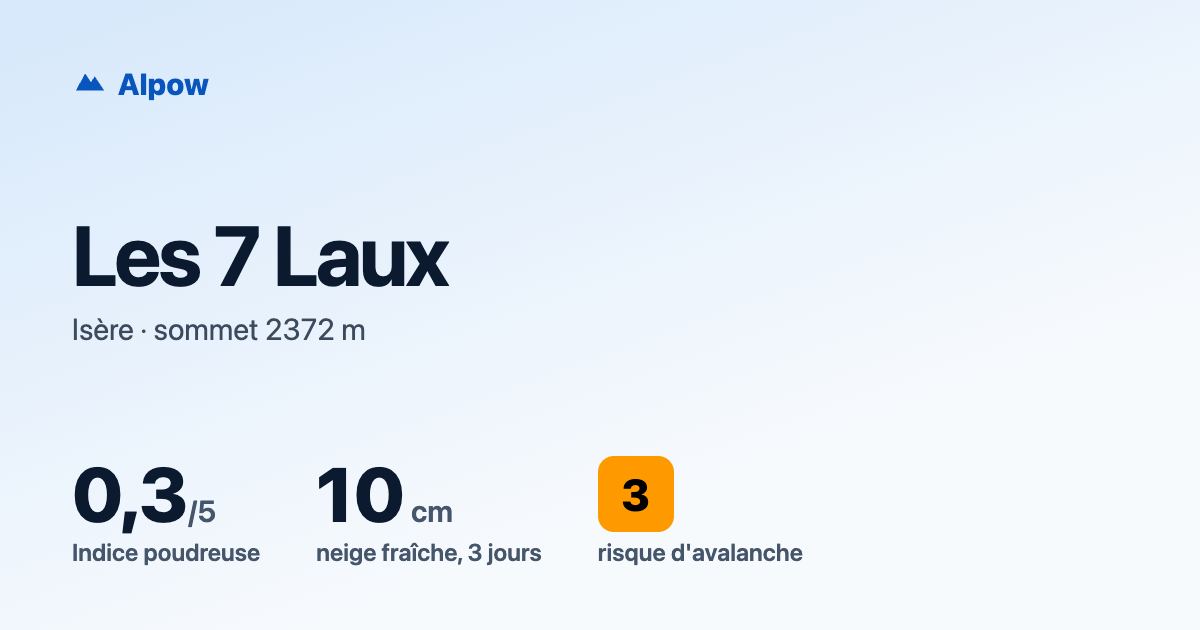 Alpow
Les 7 Laux
Isère · sommet 2372 m
0,3/5
Indice poudreuse
10 cm
neige fraîche, 3 jours
3
risque d'avalanche